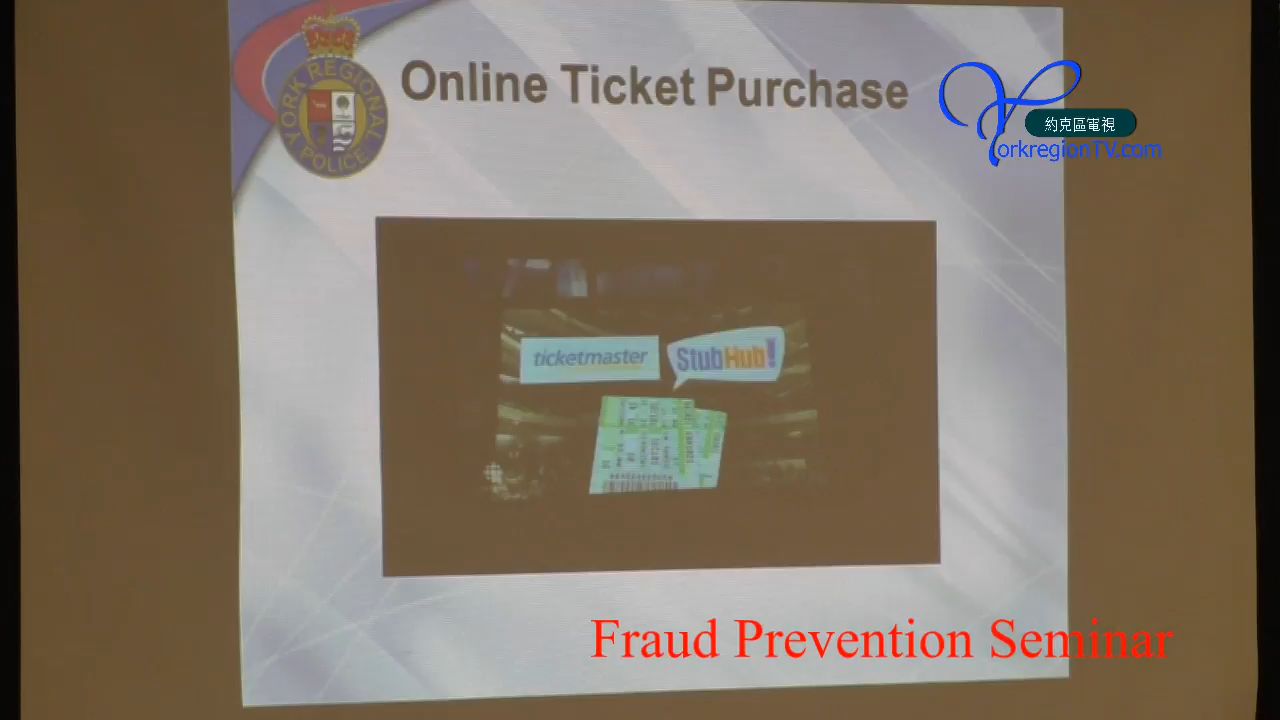 YORK REGIONAL
POLICE
Online Ticket Purchase
約克區電視
YorkregionTV.com
ticketmaster
StubHub!
Fraud Prevention Seminar